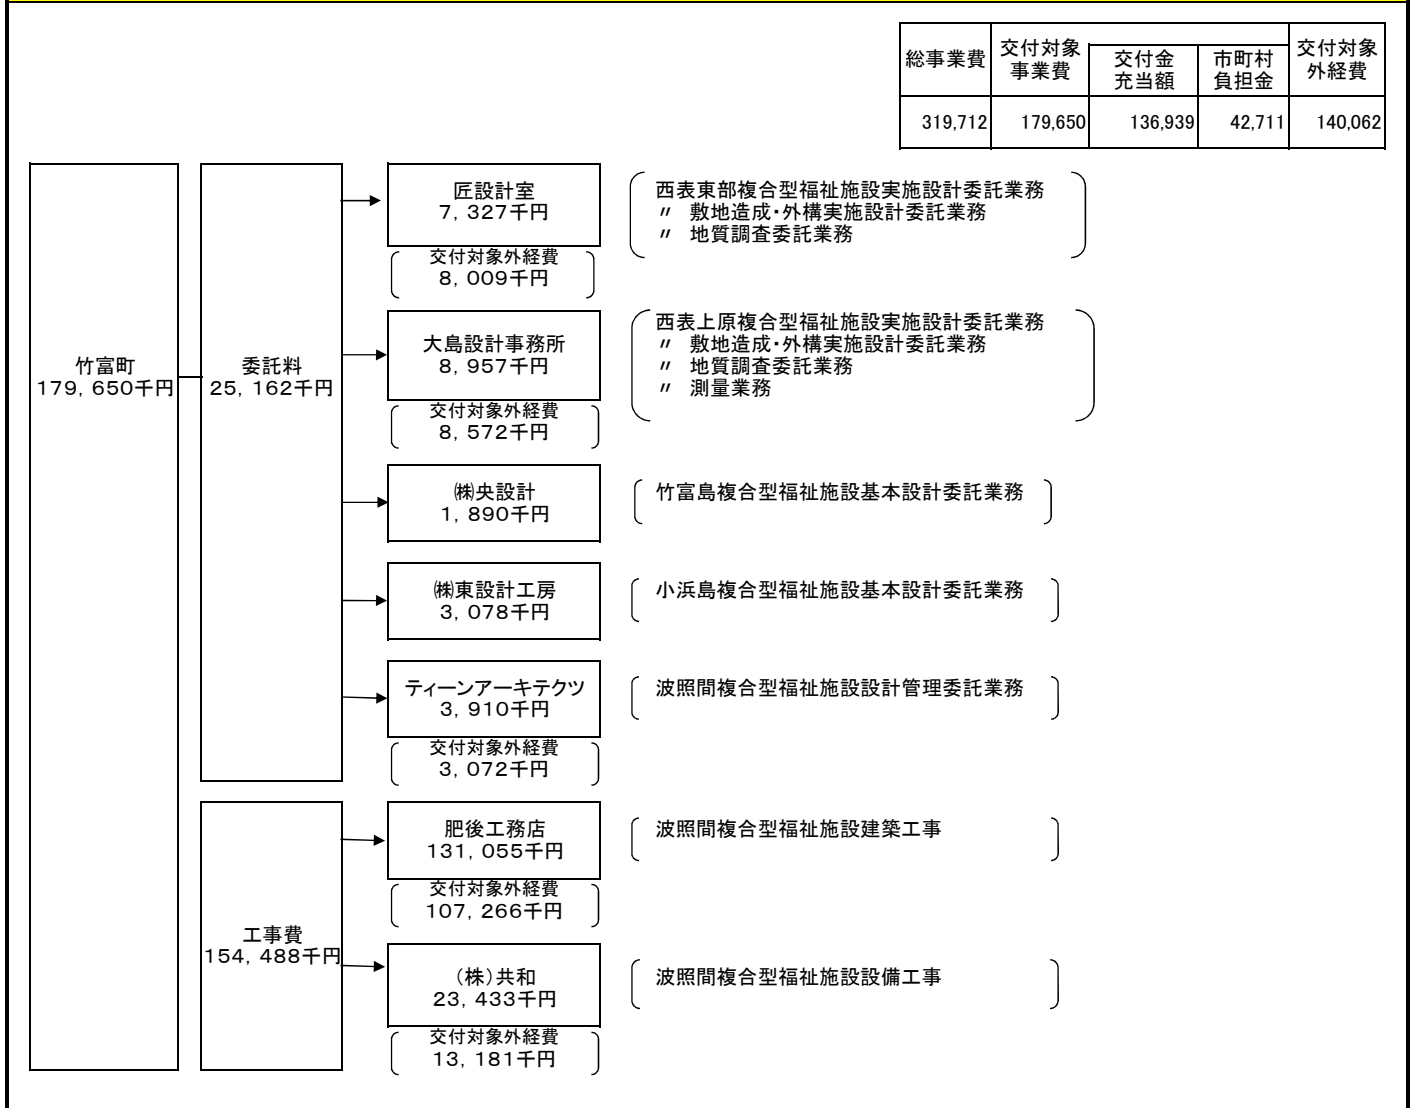 総事業費
交付対象
事業費
交付金
充当額
市町村
負担金
交付対象
外経費
319,712 179,650 136,939 42,711 140,062
竹富町
179,650千円
委託料
25,162千円
匠設計室
7,327千円
交付対象外経費
8,009千円
西表東部複合型福祉施設実施設計委託業務
〃 敷地造成・外構実施設計委託業務
〃 地質調査委託業務
大島設計事務所
8,957千円
交付対象外経費
8,572千円
西表上原複合型福祉施設実施設計委託業務
〃 敷地造成・外構実施設計委託業務
〃 地質調査委託業務
〃 測量業務
㈱央設計
1,890千円
竹富島複合型福祉施設基本設計委託業務
㈱東設計工房
3,078千円
小浜島複合型福祉施設基本設計委託業務
ティーンアーキテクツ
3,910千円
交付対象外経費
3,072千円
波照間複合型福祉施設設計管理委託業務
工事費
154,488千円
肥後工務店
131,055千円
交付対象外経費
107,266千円
波照間複合型福祉施設建築工事
(株)共和
23,433千円
交付対象外経費
13,181千円
波照間複合型福祉施設設備工事